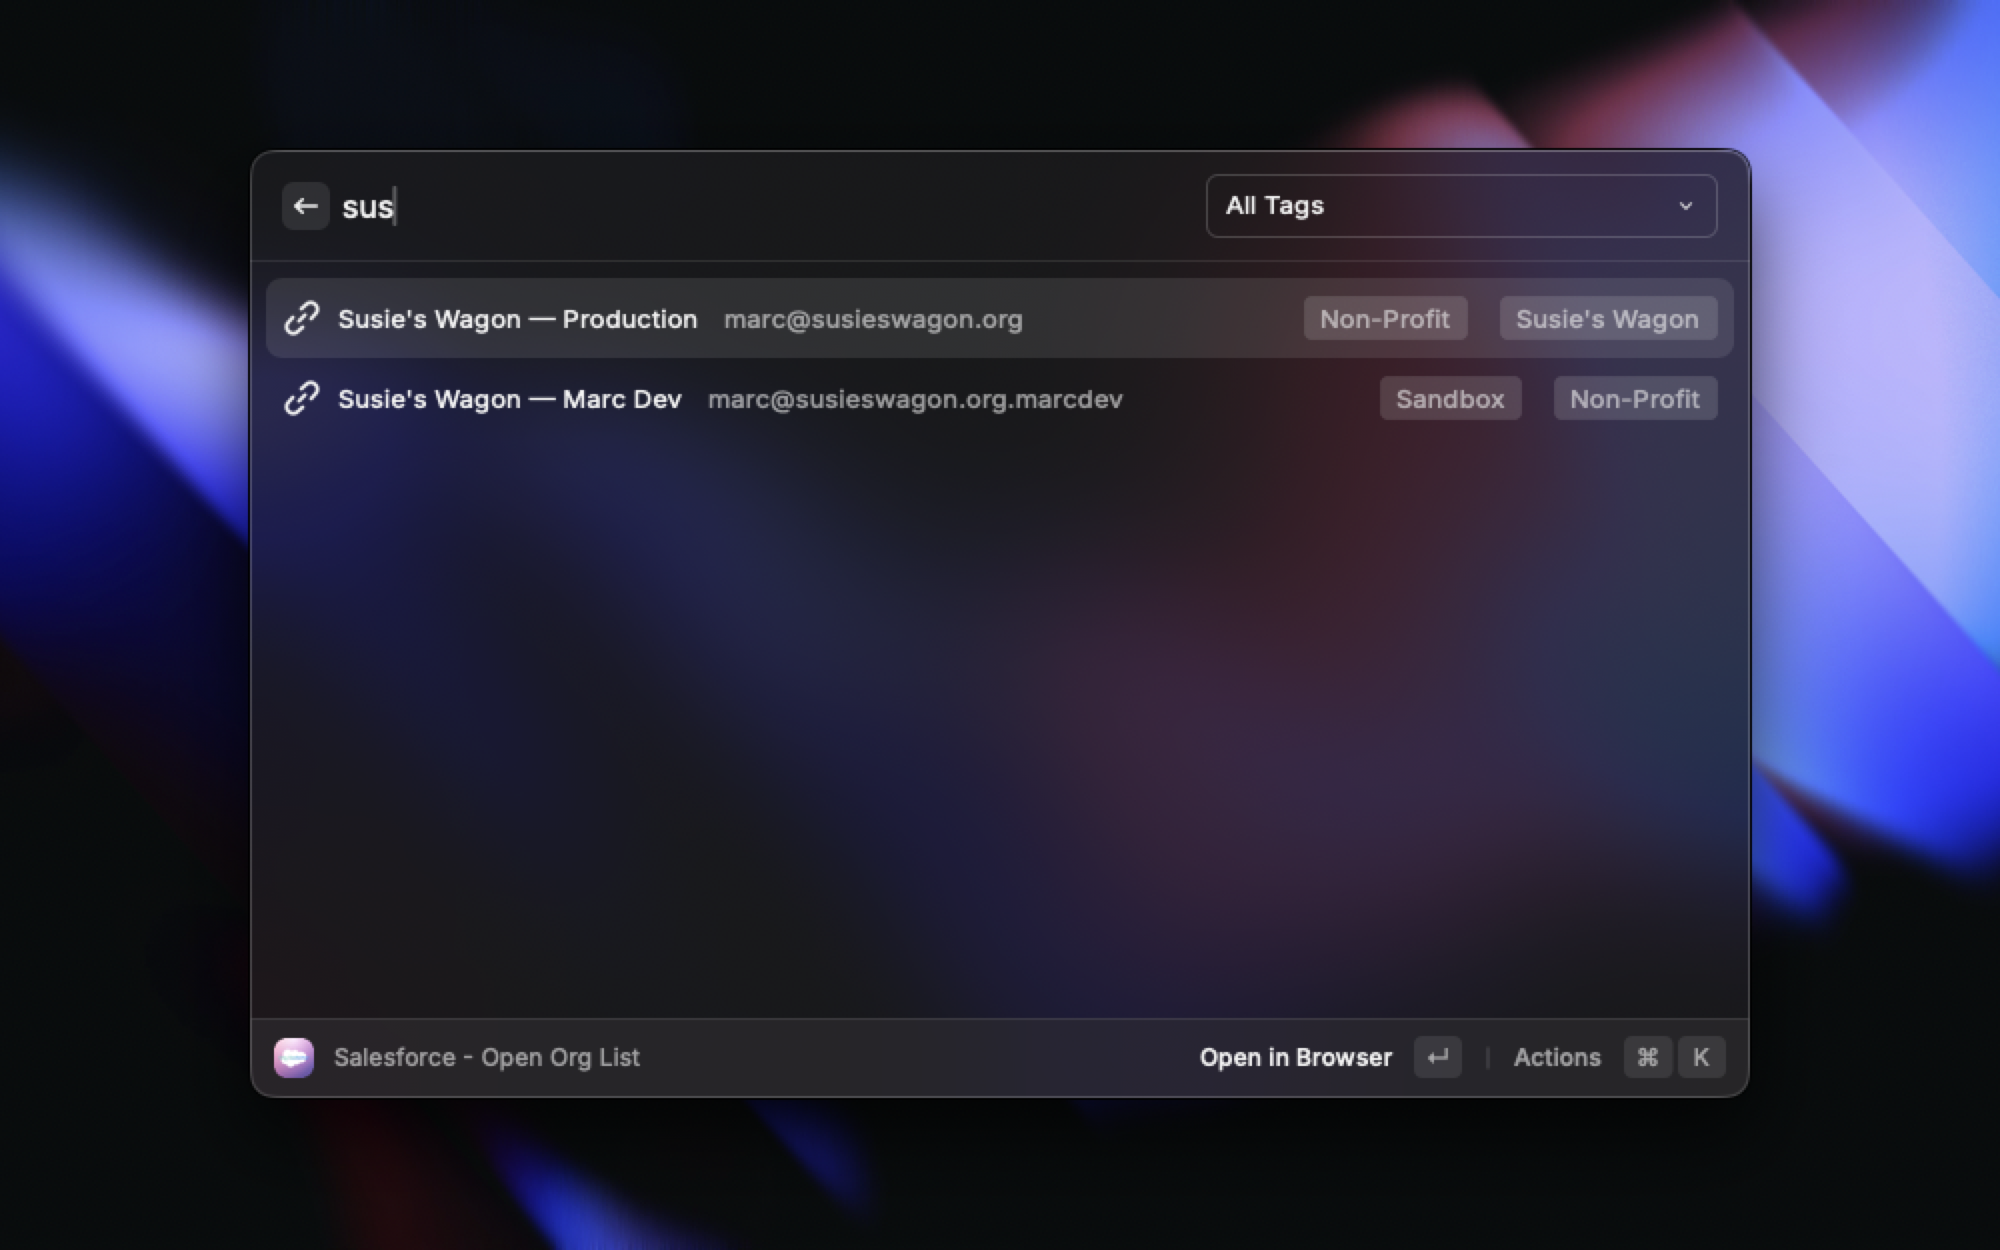 sus
All Tags
Susie's Wagon — Production marc@susieswagon.org Non-Profit Susie's Wagon
Susie's Wagon — Marc Dev marc@susieswagon.org.marcdev Sandbox Non-Profit
Salesforce - Open Org List Open in Browser ↵ Actions ⌘ K